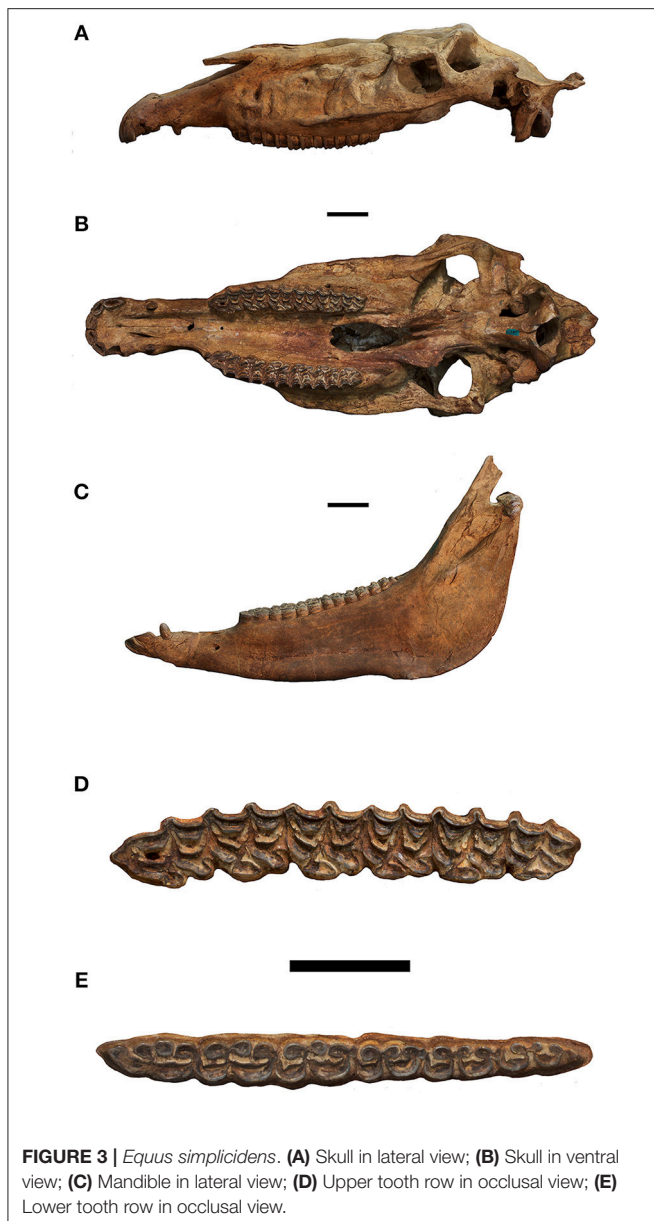 A
B
C
D
E
FIGURE 3 | Equus simplicidens. (A) Skull in lateral view; (B) Skull in ventral
view; (C) Mandible in lateral view; (D) Upper tooth row in occlusal view; (E)
Lower tooth row in occlusal view.